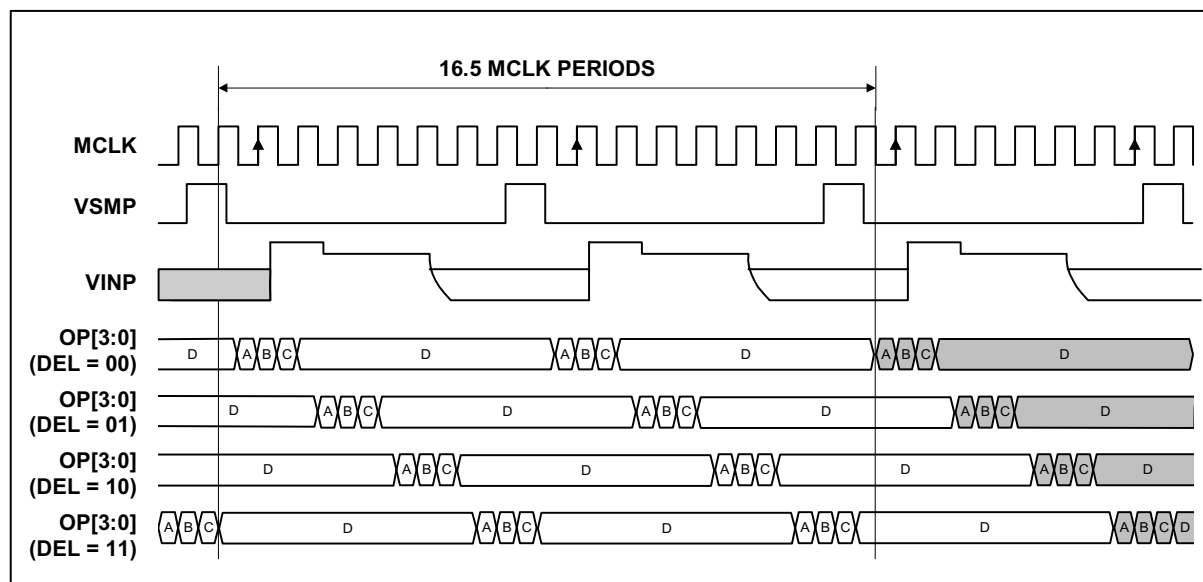 16.5 MCLK PERIODS
MCLK
VSMP
VINP
OP[3:0]
(DEL = 00)
D A B C D A B C D A B C D
OP[3:0]
(DEL = 01)
D A B C D A B C D A B C D
OP[3:0]
(DEL = 10)
D A B C D A B C D A B C D
OP[3:0]
(DEL = 11)
A B C D A B C D A B C D A B C D